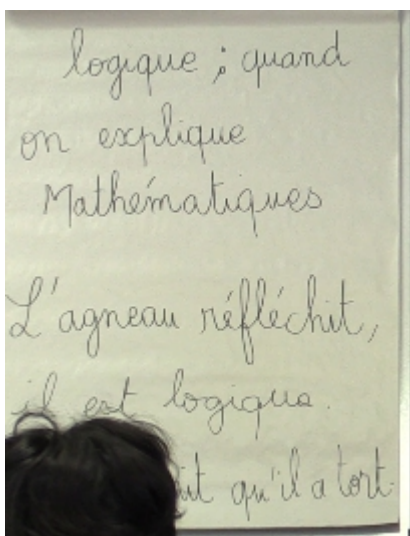 logique ; quand
on explique
Mathématiques
L'agneau réfléchit,
il est logique.
qu'il a tort.